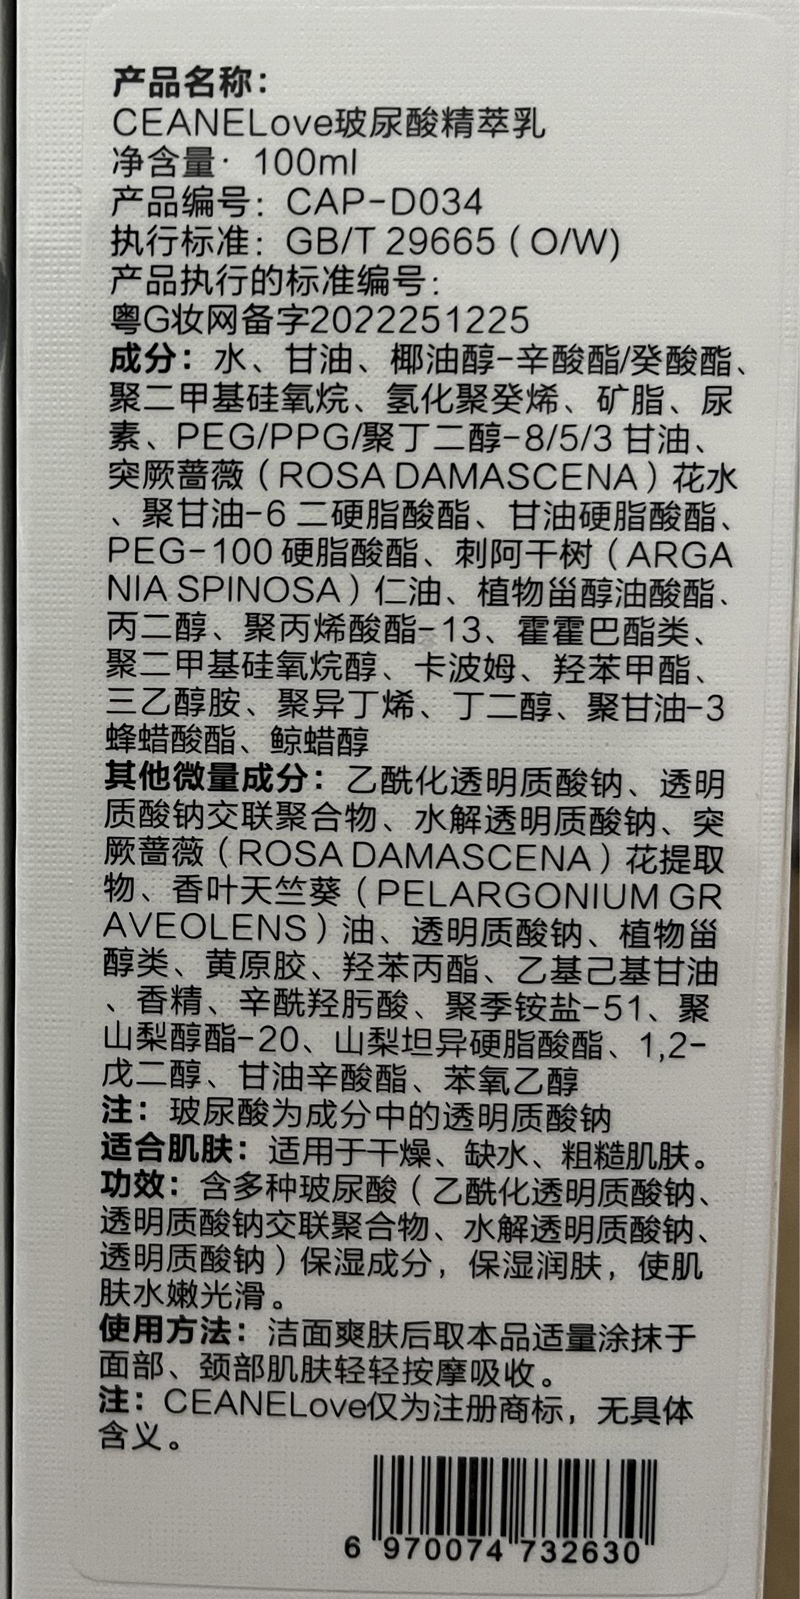 产品名称：
CEANELove玻尿酸精萃乳
净含量· 100ml
产品编号：CAP-D034
执行标准：GB/T 29665（O/W）
产品执行的标准编号：
粤G妆网备字2022251225
成分：水、甘油、椰油醇-辛酸酯/癸酸酯、
聚二甲基硅氧烷、氢化聚癸烯、矿脂、尿
素、PEG/PPG/聚丁二醇-8/5/3 甘油、
突厥蔷薇（ROSA DAMASCENA）花水
、聚甘油-6 二硬脂酸酯、甘油硬脂酸酯、
PEG-100 硬脂酸酯、刺阿干树（ARGA
NIA SPINOSA）仁油、植物甾醇油酸酯、
丙二醇、聚丙烯酸酯-13、霍霍巴酯类、
聚二甲基硅氧烷醇、卡波姆、羟苯甲酯、
三乙醇胺、聚异丁烯、丁二醇、聚甘油-3
蜂蜡酸酯、鲸蜡醇
其他微量成分：乙酰化透明质酸钠、透明
质酸钠交联聚合物、水解透明质酸钠、突
厥蔷薇（ROSA DAMASCENA）花提取
物、香叶天竺葵（PELARGONIUM GR
AVEOLENS）油、透明质酸钠、植物甾
醇类、黄原胶、羟苯丙酯、乙基己基甘油
、香精、辛酰羟肟酸、聚季铵盐-51、聚
山梨醇酯-20、山梨坦异硬脂酸酯、1,2-
戊二醇、甘油辛酸酯、苯氧乙醇
注：玻尿酸为成分中的透明质酸钠
适合肌肤：适用于干燥、缺水、粗糙肌肤。
功效：含多种玻尿酸（乙酰化透明质酸钠、
透明质酸钠交联聚合物、水解透明质酸钠、
透明质酸钠）保湿成分，保湿润肤，使肌
肤水嫩光滑。
使用方法：洁面爽肤后取本品适量涂抹于
面部、颈部肌肤轻轻按摩吸收。
注：CEANELove仅为注册商标，无具体
含义。
6 970074 732630